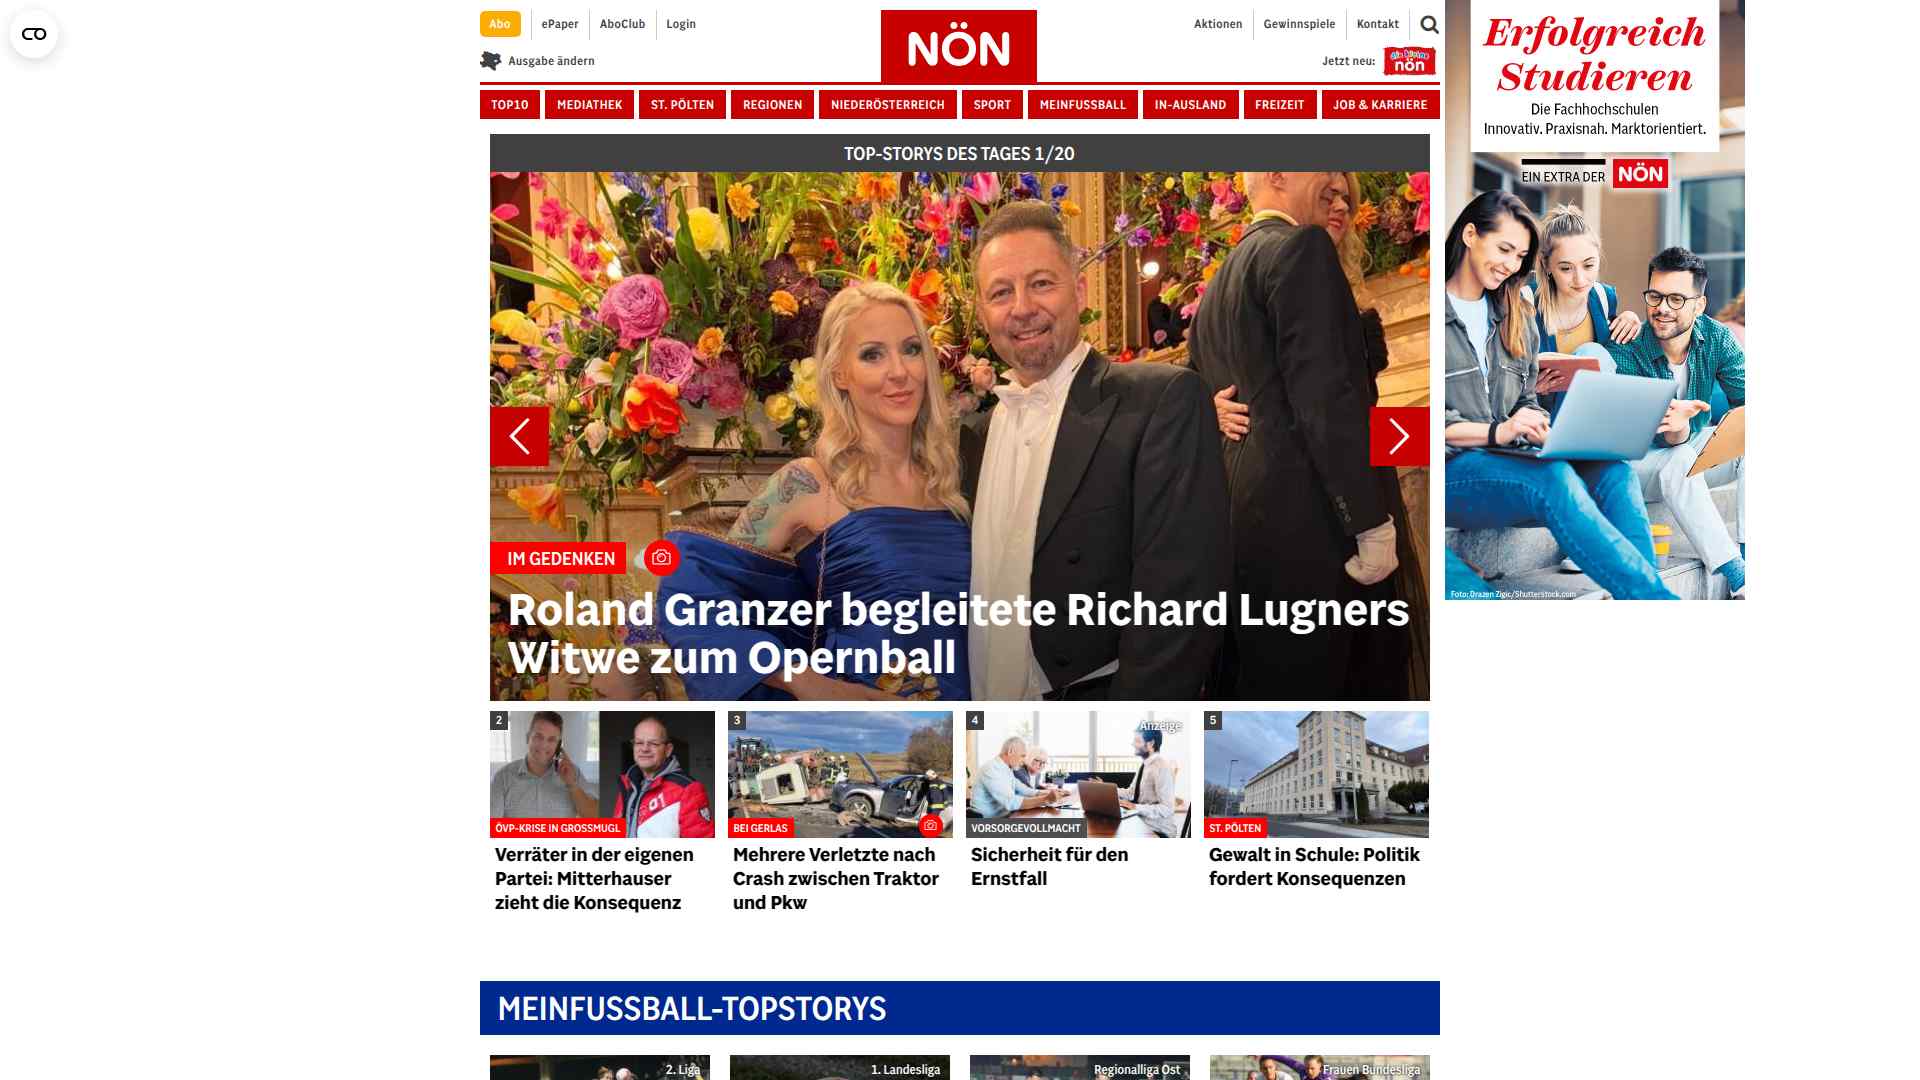 Abo
ePaper
AboClub
Login
NÖN
Aktionen
Gewinnspiele
Kontakt
Ausgabe ändern
Jetzt neu:
die kleine
nön
TOP10
MEDIATHEK
ST. PÖLTEN
REGIONEN
NIEDERÖSTERREICH
SPORT
MEINFUSSBALL
IN-AUSLAND
FREIZEIT
JOB & KARRIERE
TOP-STORYS DES TAGES 1/20
IM GEDENKEN
Roland Granzer begleitete Richard Lugners
Witwe zum Opernball
2
ÖVP-KRISE IN GROSSMUGL
Verräter in der eigenen
Partei: Mitterhauser
zieht die Konsequenz
3
BEI GERLAS
Mehrere Verletzte nach
Crash zwischen Traktor
und Pkw
4
Anzeige
VORSORGEVOLLMACHT
Sicherheit für den
Ernstfall
5
ST. PÖLTEN
Gewalt in Schule: Politik
fordert Konsequenzen
MEINFUSSBALL-TOPSTORYS
2. Liga
1. Landesliga
Regionalliga Ost
Frauen Bundesliga
Erfolgreich
Studieren
Die Fachhochschulen
Innovativ. Praxisnah. Marktorientiert.
EIN EXTRA DER NÖN
Foto: Drazen Zigic/Shutterstock.com